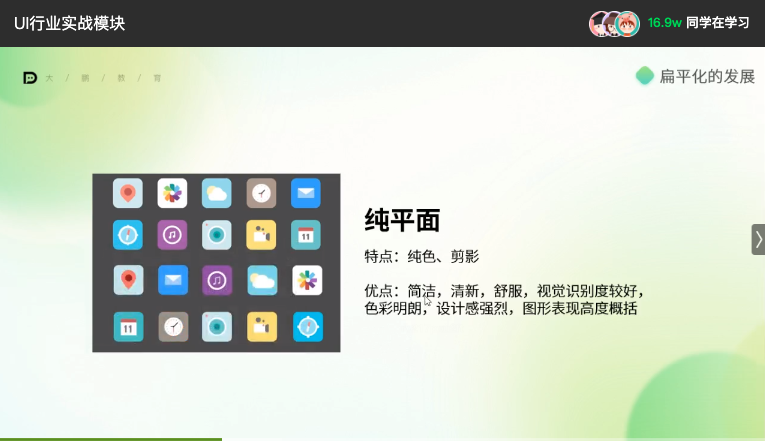 UI行业实战模块
16.9w 同学在学习
大 / 鹏 / 教 / 育
扁平化的发展
纯平面
特点：纯色、剪影
优点：简洁，清新，舒服，视觉识别度较好，
色彩明朗，设计感强烈，图形表现高度概括
11
11